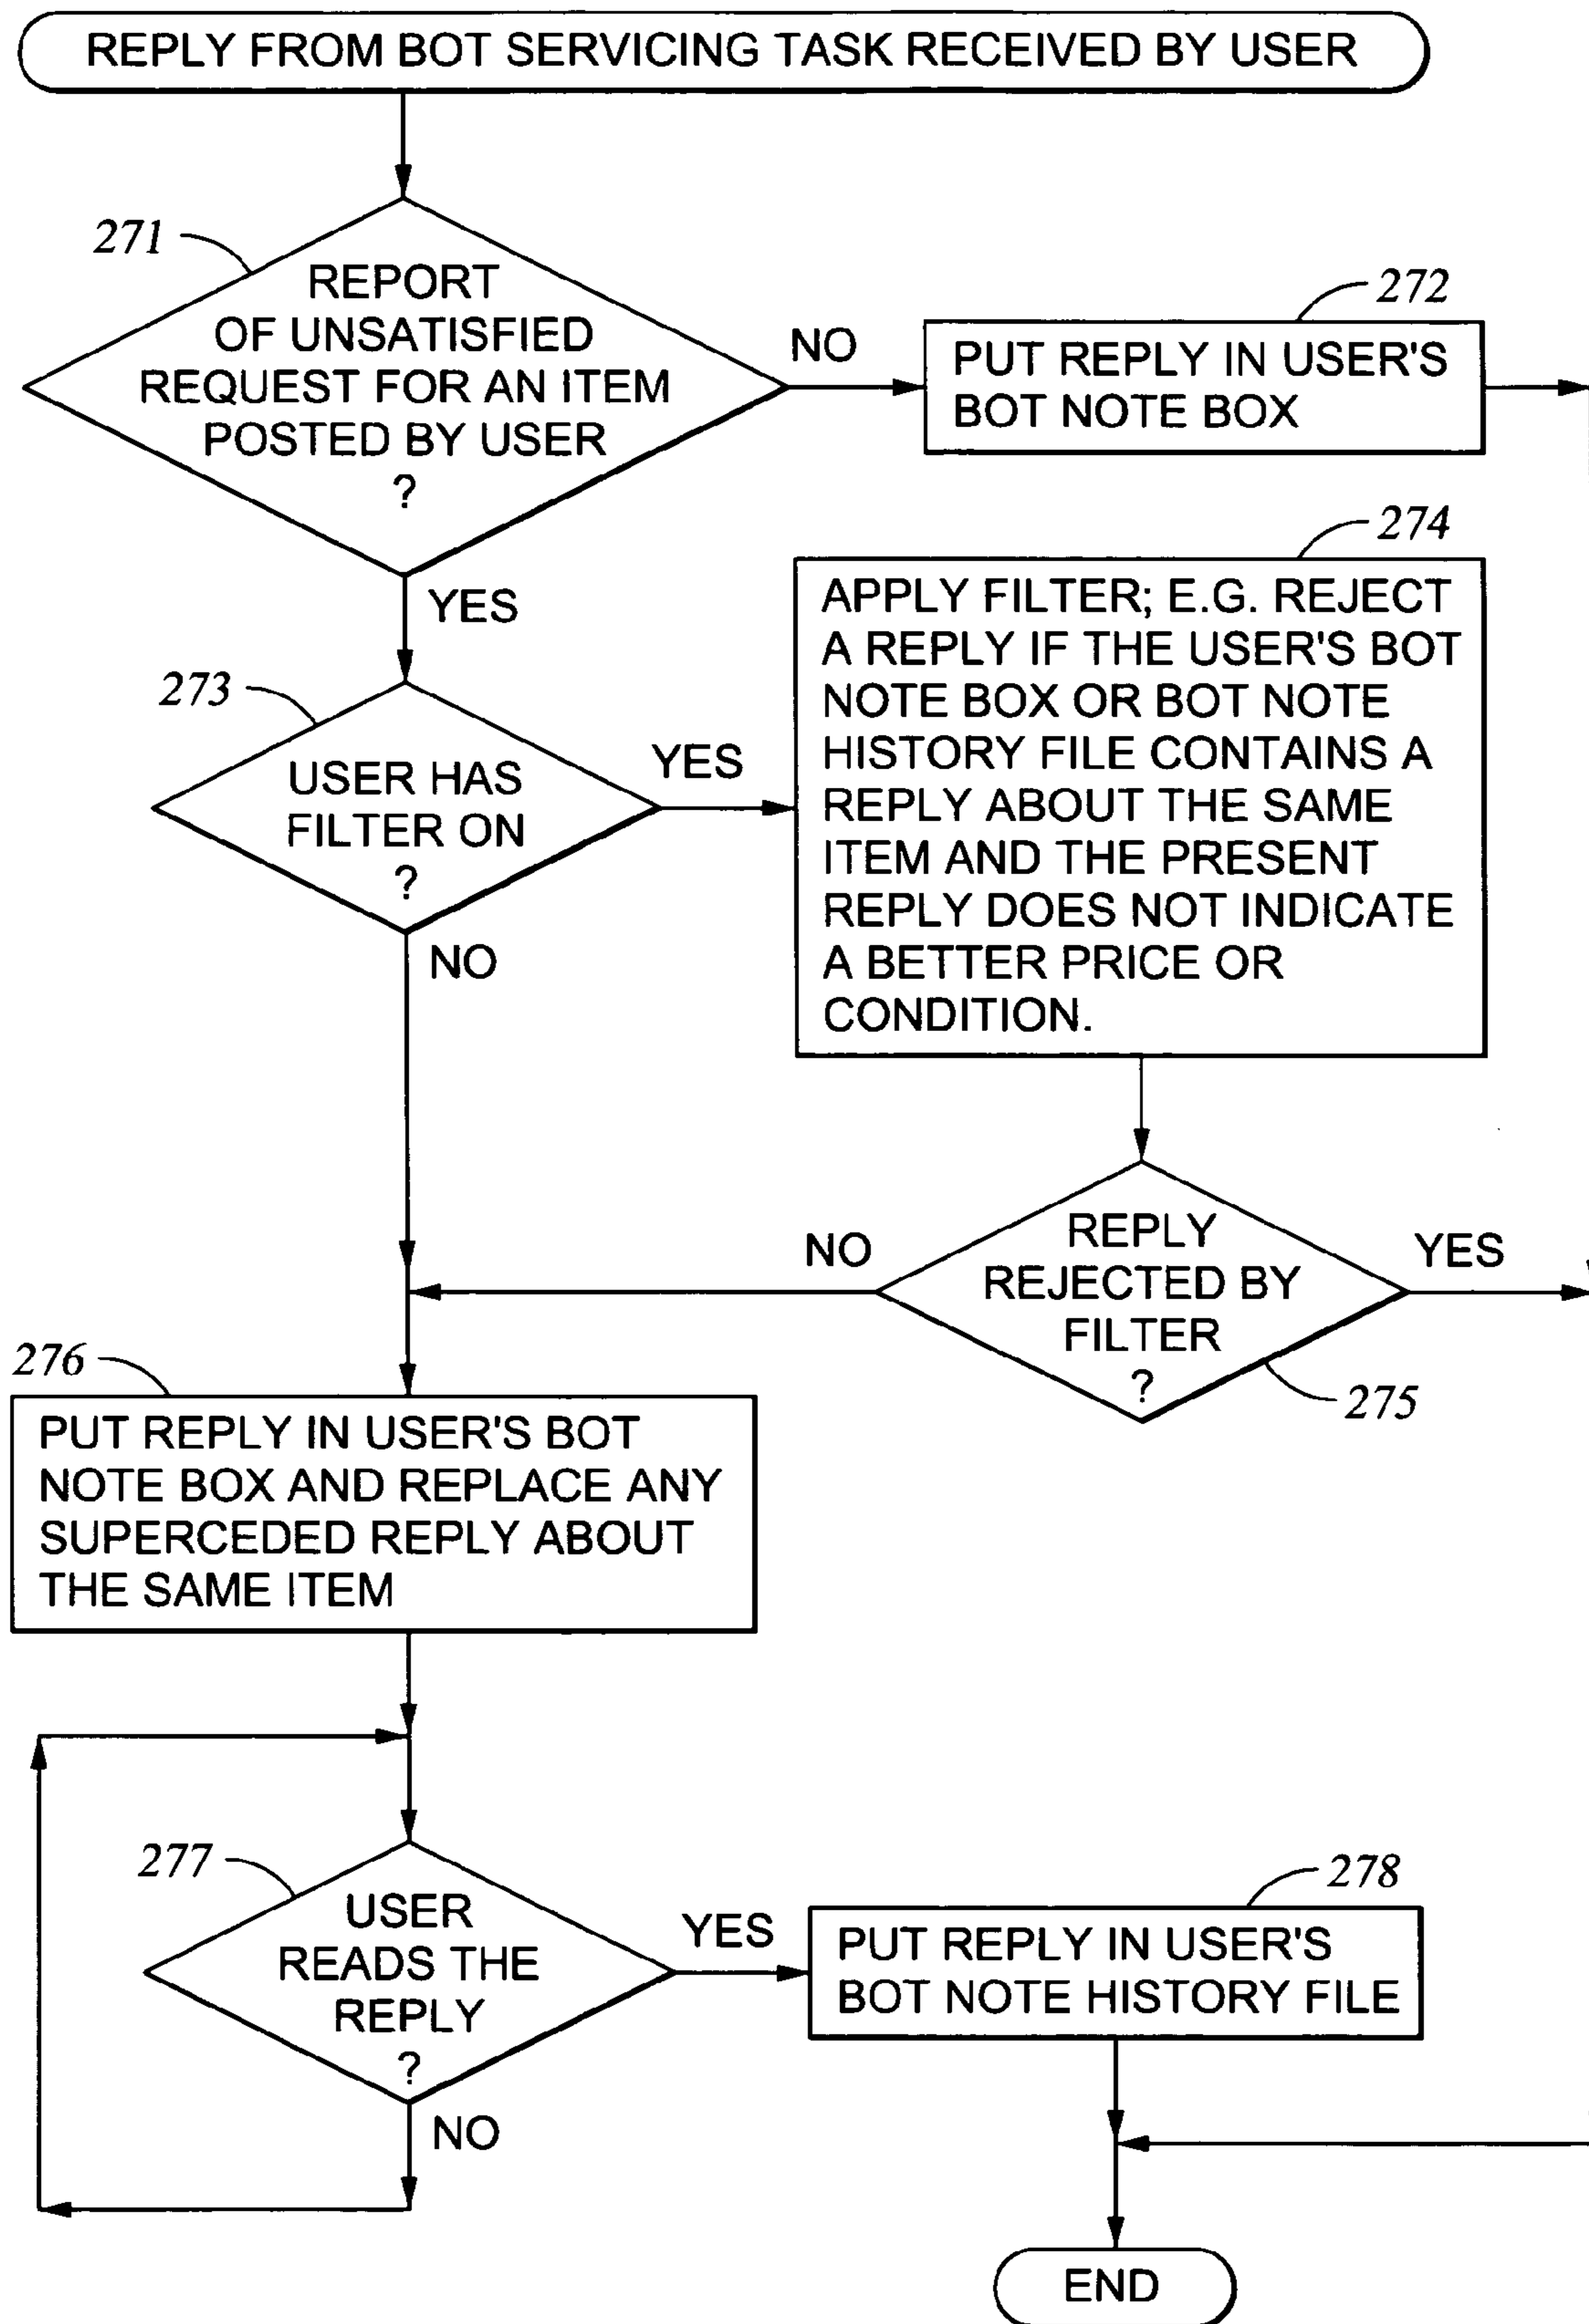 REPLY FROM BOT SERVICING TASK RECEIVED BY USER
271
REPORT
OF UNSATISFIED
REQUEST FOR AN ITEM
POSTED BY USER
?
NO
272
PUT REPLY IN USER'S
BOT NOTE BOX
YES
273
USER HAS
FILTER ON
?
YES
274
APPLY FILTER; E.G. REJECT
A REPLY IF THE USER'S BOT
NOTE BOX OR BOT NOTE
HISTORY FILE CONTAINS A
REPLY ABOUT THE SAME
ITEM AND THE PRESENT
REPLY DOES NOT INDICATE
A BETTER PRICE OR
CONDITION.
NO
NO
REPLY
REJECTED BY
FILTER
?
YES
275
276
PUT REPLY IN USER'S BOT
NOTE BOX AND REPLACE ANY
SUPERCEDED REPLY ABOUT
THE SAME ITEM
277
USER
READS THE
REPLY
?
YES
278
PUT REPLY IN USER'S
BOT NOTE HISTORY FILE
NO
END